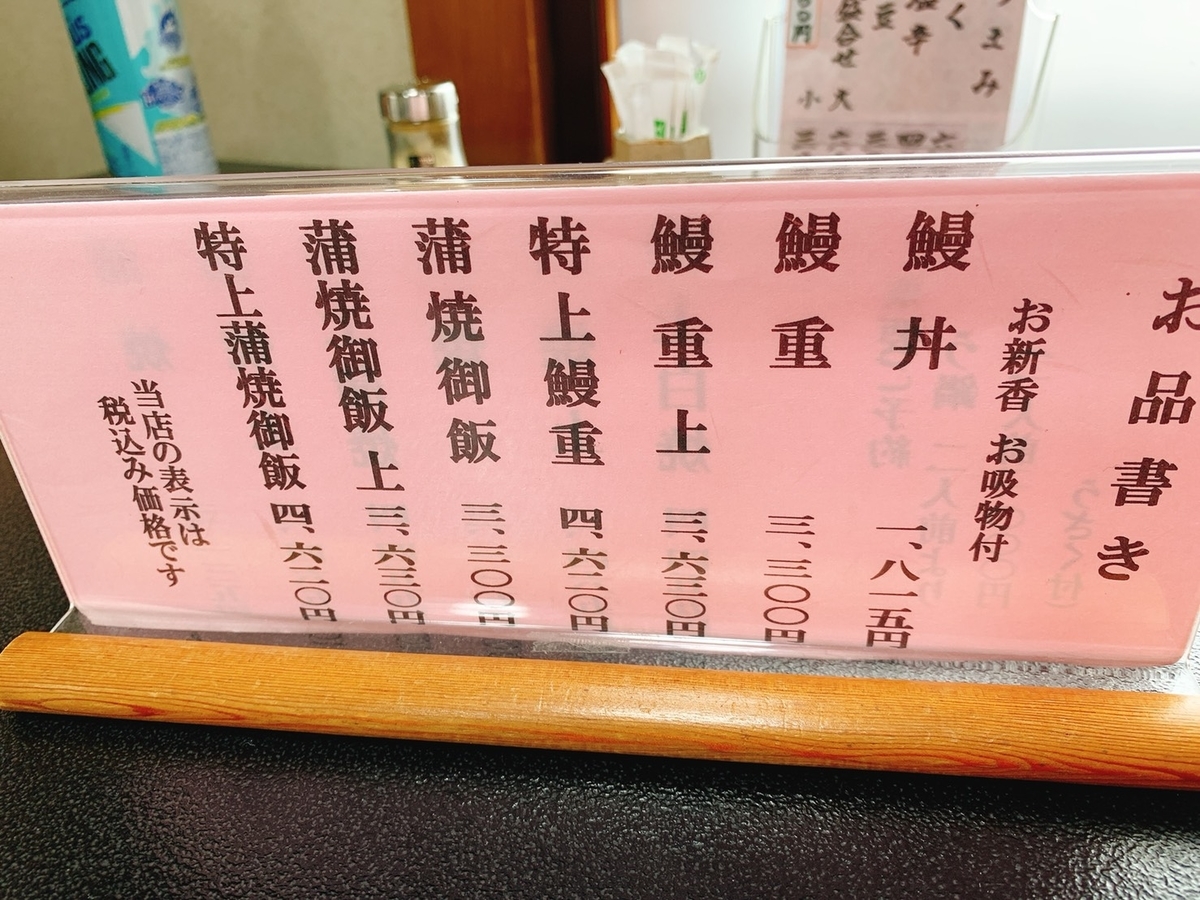 お品書き
お新香 お吸物付
鰻丼 一、八一五円
鰻重 三、三〇〇円
鰻重上 三、六三〇円
特上鰻重 四、六二〇円
蒲焼御飯 三、三〇〇円
蒲焼御飯上 三、六三〇円
特上蒲焼御飯 四、六二〇円
当店の表示は
税込み価格です